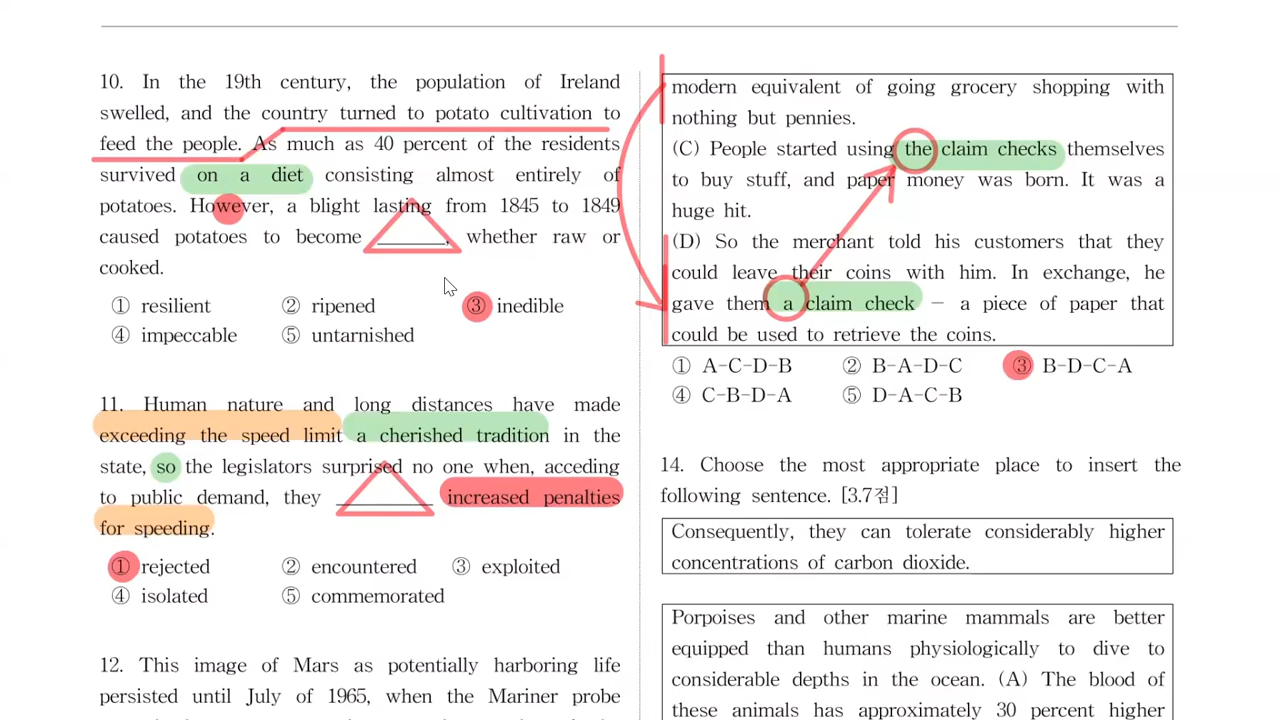 10. In the 19th century, the population of Ireland
swelled, and the country turned to potato cultivation to
feed the people. As much as 40 percent of the residents
survived on a diet consisting almost entirely of
potatoes. However, a blight lasting from 1845 to 1849
caused potatoes to become ________, whether raw or
cooked.
① resilient ② ripened ③ inedible
④ impeccable ⑤ untarnished
11. Human nature and long distances have made
exceeding the speed limit a cherished tradition in the
state, so the legislators surprised no one when, acceding
to public demand, they ________ increased penalties
for speeding.
① rejected ② encountered ③ exploited
④ isolated ⑤ commemorated
12. This image of Mars as potentially harboring life
persisted until July of 1965, when the Mariner probe
modern equivalent of going grocery shopping with
nothing but pennies.
(C) People started using the claim checks themselves
to buy stuff, and paper money was born. It was a
huge hit.
(D) So the merchant told his customers that they
could leave their coins with him. In exchange, he
gave them a claim check － a piece of paper that
could be used to retrieve the coins.
① A-C-D-B ② B-A-D-C ③ B-D-C-A
④ C-B-D-A ⑤ D-A-C-B
14. Choose the most appropriate place to insert the
following sentence. [3.7점]
Consequently, they can tolerate considerably higher
concentrations of carbon dioxide.
Porpoises and other marine mammals are better
equipped than humans physiologically to dive to
considerable depths in the ocean. (A) The blood of
these animals has approximately 30 percent higher